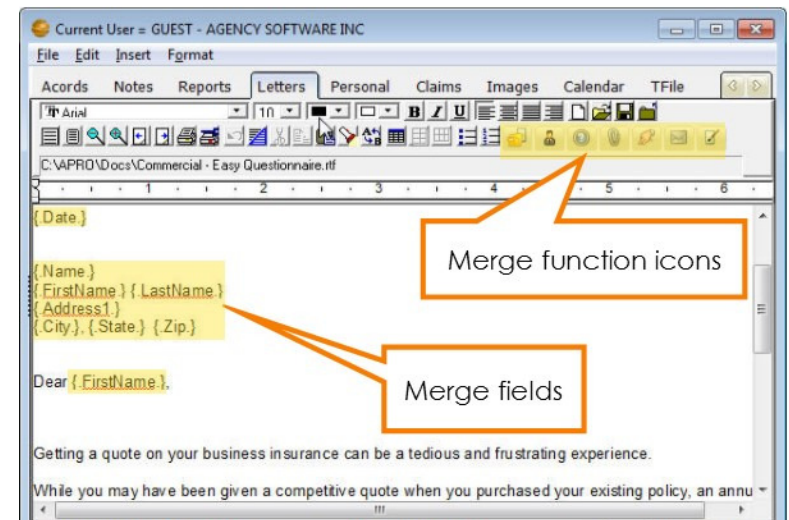 Current User = GUEST - AGENCY SOFTWARE INC
File Edit Insert Format
Acords Notes Reports Letters Personal Claims Images Calendar TFile
Arial 10 B I U
C:\APRO\Docs\Commercial - Easy Questionnaire.rtf
1 2 3 4 5 6
{.Date.}
Merge function icons
{.Name.}
{.FirstName.} {.LastName.}
{.Address1.}
{.City.}, {.State.} {.Zip.}
Merge fields
Dear {.FirstName.},
Getting a quote on your business insurance can be a tedious and frustrating experience.
While you may have been given a competitive quote when you purchased your existing policy, an annu